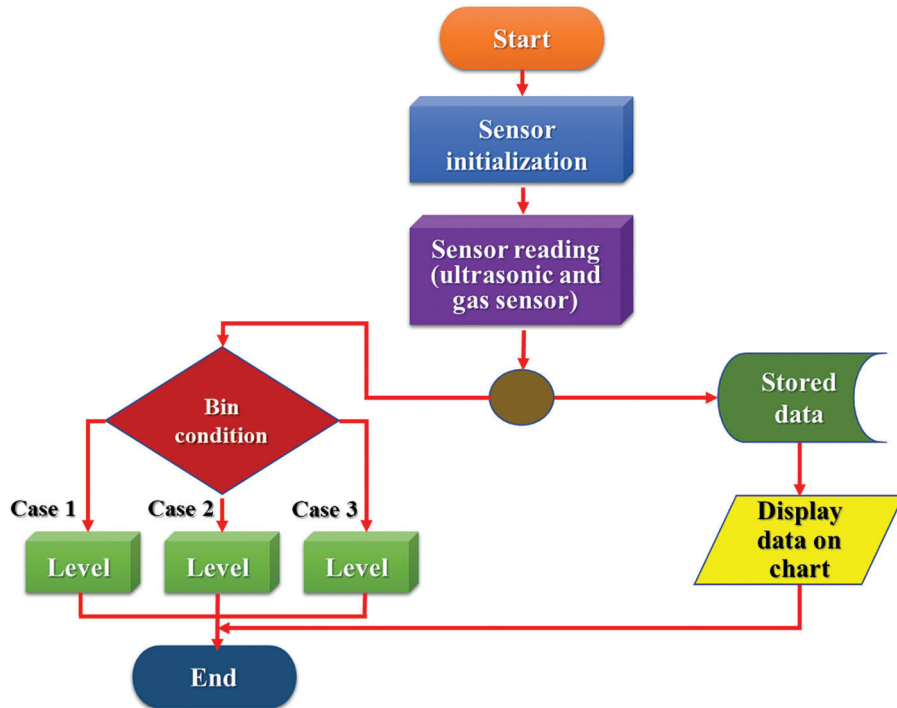 Start
Sensor
initialization
Sensor reading
(ultrasonic and
gas sensor)
Stored
data
Bin
condition
Case 1
Case 2
Case 3
Level
Level
Level
Display
data on
chart
End